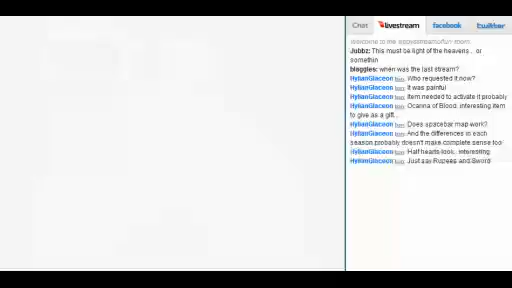 Chat livestream facebook twitter
Welcome to the
Jubbz: This must be light of the heavens... or
somethin
blaggles: when was the last stream?
HylianGlaceon Who requested it now?
HylianGlaceon It was painful
HylianGlaceon Item needed to activate it probably
HylianGlaceon Ocarina of Blood, interesting item
to give as a gift...
HylianGlaceon Does spacebar map work?
HylianGlaceon And the differences in each
season probably doesn't make complete sense too
HylianGlaceon Half hearts look.. interesting
HylianGlaceon Just say Rupees and Sword